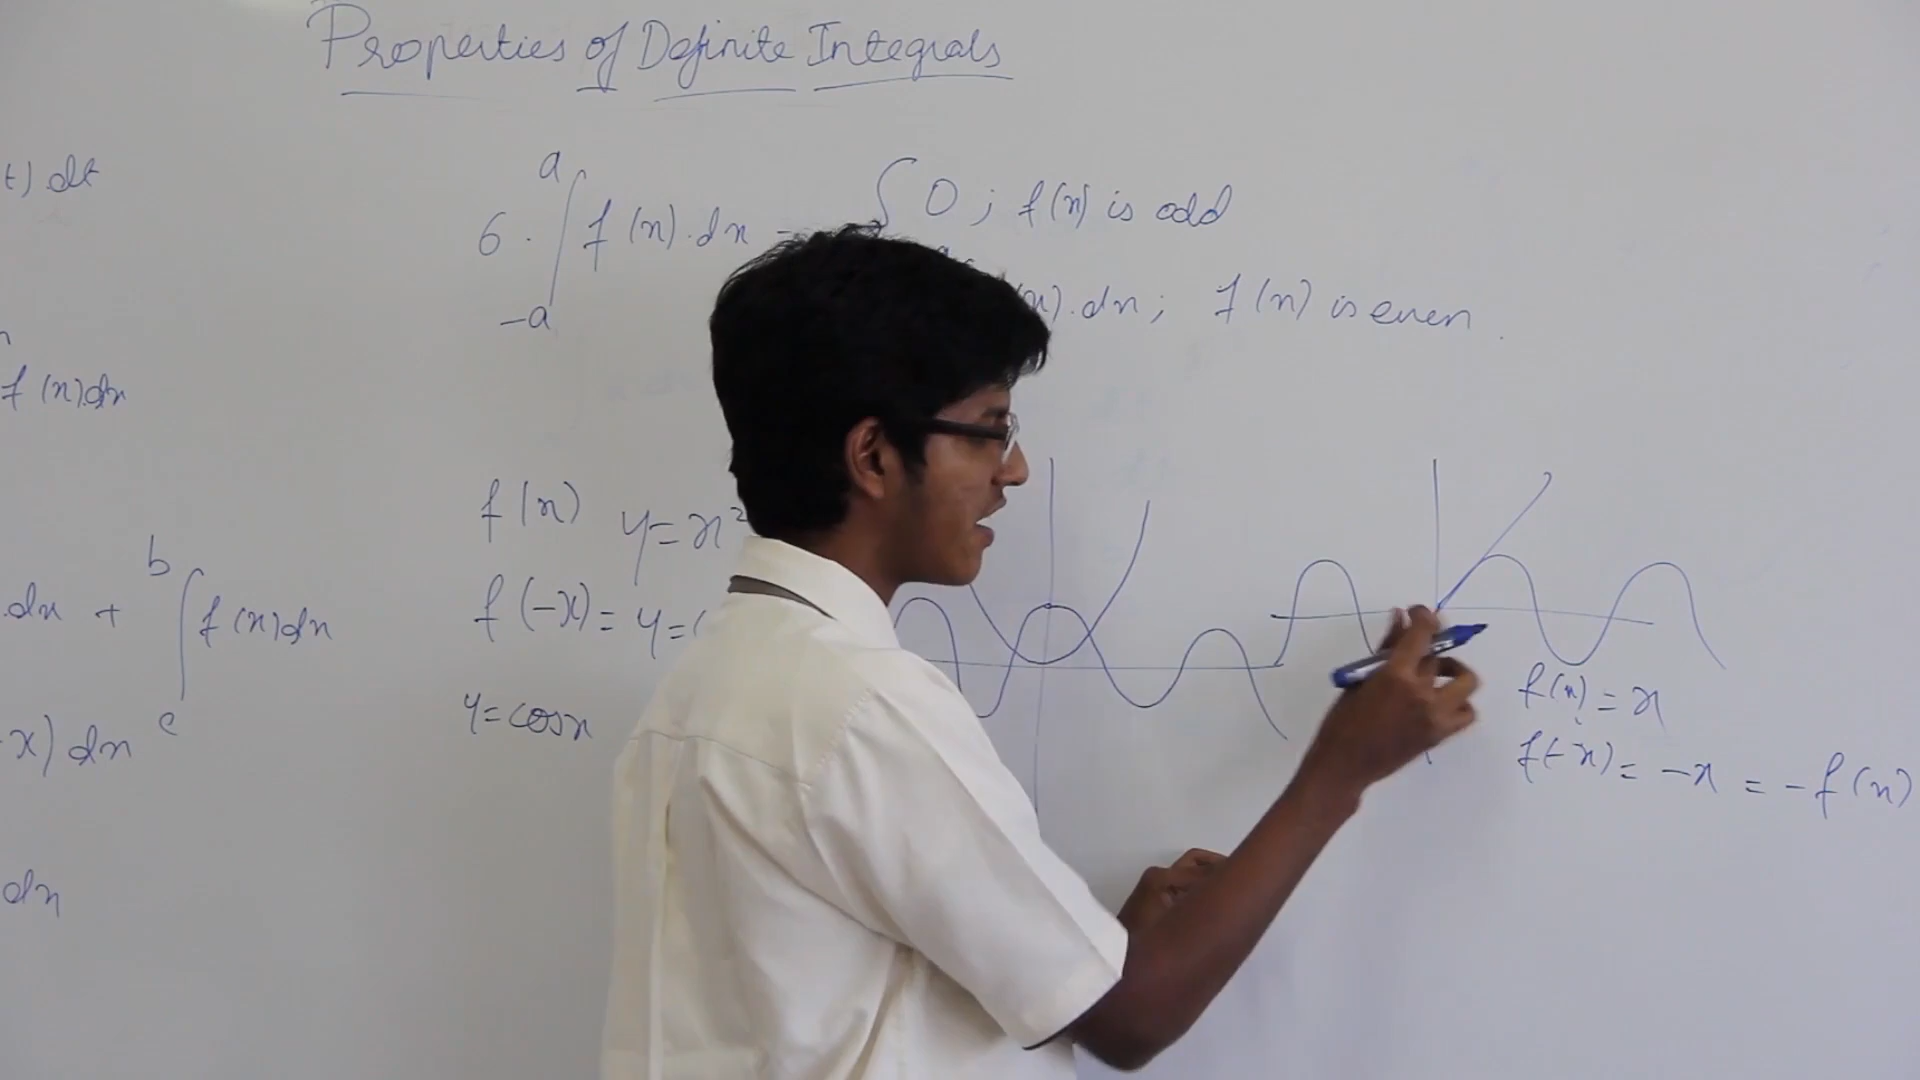 Properties of Definite Integrals
t) dt
6. ∫ f(x).dx = { 0 ; f(x) is odd
a
-a
(x).dx ; f(x) is even.
f(x)dx
f(x) y=x²
.dx + ∫ f(x)dx
b
c
f(-x)= y=(
x) dx
y=cosx
dx
f(x) = x
f(-x) = -x = -f(x)